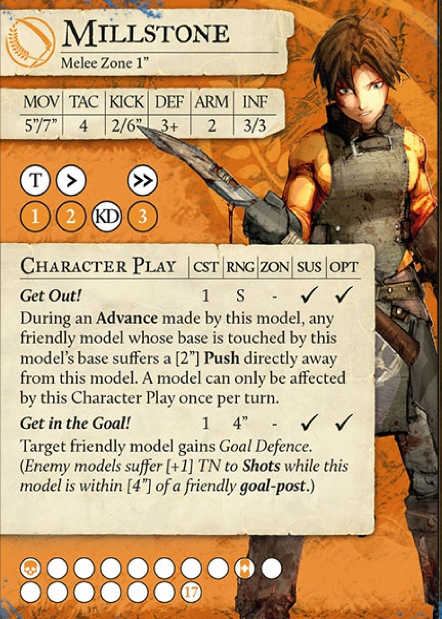 MILLSTONE
Melee Zone 1"
MOV TAC KICK DEF ARM INF
5"/7" 4 2/6" 3+ 2 3/3
T > >>
1 2 KD 3
CHARACTER PLAY CST RNG ZON SUS OPT
Get Out! 1 S - ✓ ✓
During an Advance made by this model, any
friendly model whose base is touched by this
model's base suffers a [2"] Push directly away
from this model. A model can only be affected
by this Character Play once per turn.
Get in the Goal! 1 4" - ✓ ✓
Target friendly model gains Goal Defence.
(Enemy models suffer [+1] TN to Shots while this
model is within [4"] of a friendly goal-post.)
17